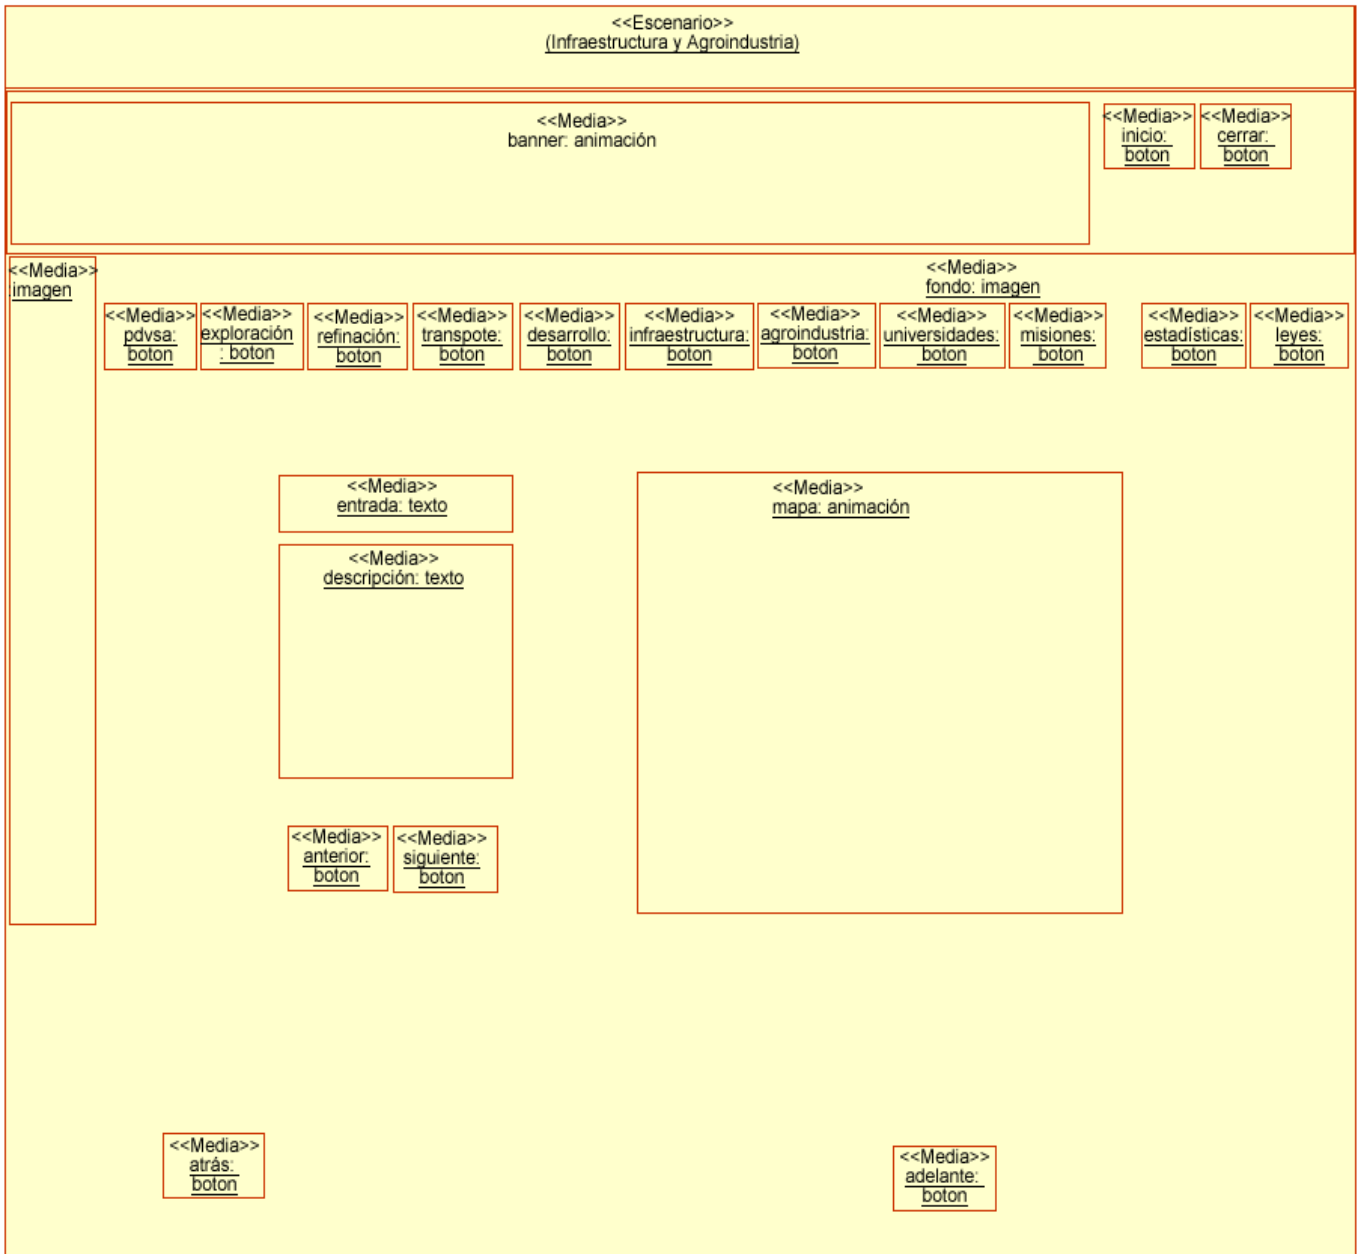 <<Escenario>>
(Infraestructura y Agroindustria)
<<Media>>
banner: animación
<<Media>>
inicio:
boton
<<Media>>
cerrar:
boton
<<Media>>
:imagen
<<Media>>
fondo: imagen
<<Media>>
pdvsa:
boton
<<Media>>
exploración
: boton
<<Media>>
refinación:
boton
<<Media>>
transpote:
boton
<<Media>>
desarrollo:
boton
<<Media>>
infraestructura:
boton
<<Media>>
agroindustria:
boton
<<Media>>
universidades:
boton
<<Media>>
misiones:
boton
<<Media>>
estadísticas:
boton
<<Media>>
leyes:
boton
<<Media>>
entrada: texto
<<Media>>
descripción: texto
<<Media>>
mapa: animación
<<Media>>
anterior:
boton
<<Media>>
siguiente:
boton
<<Media>>
atrás:
boton
<<Media>>
adelante:
boton